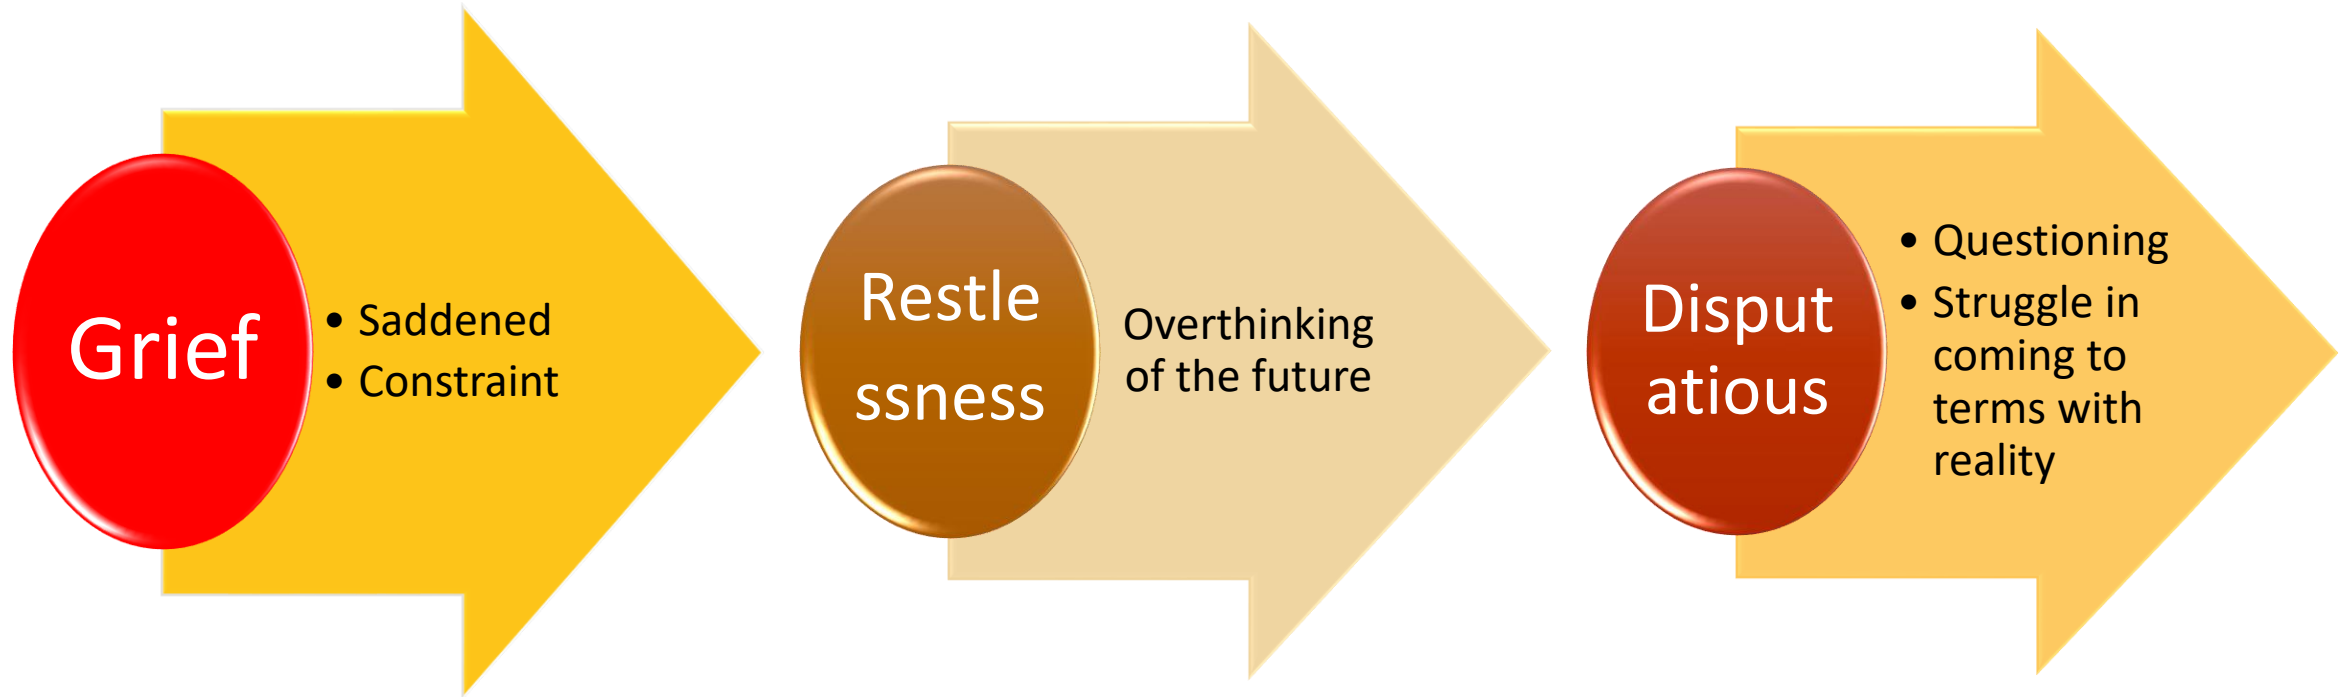 Grief
• Saddened
• Constraint
Restle
ssness
Overthinking
of the future
Disput
atious
• Questioning
• Struggle in
coming to
terms with
reality